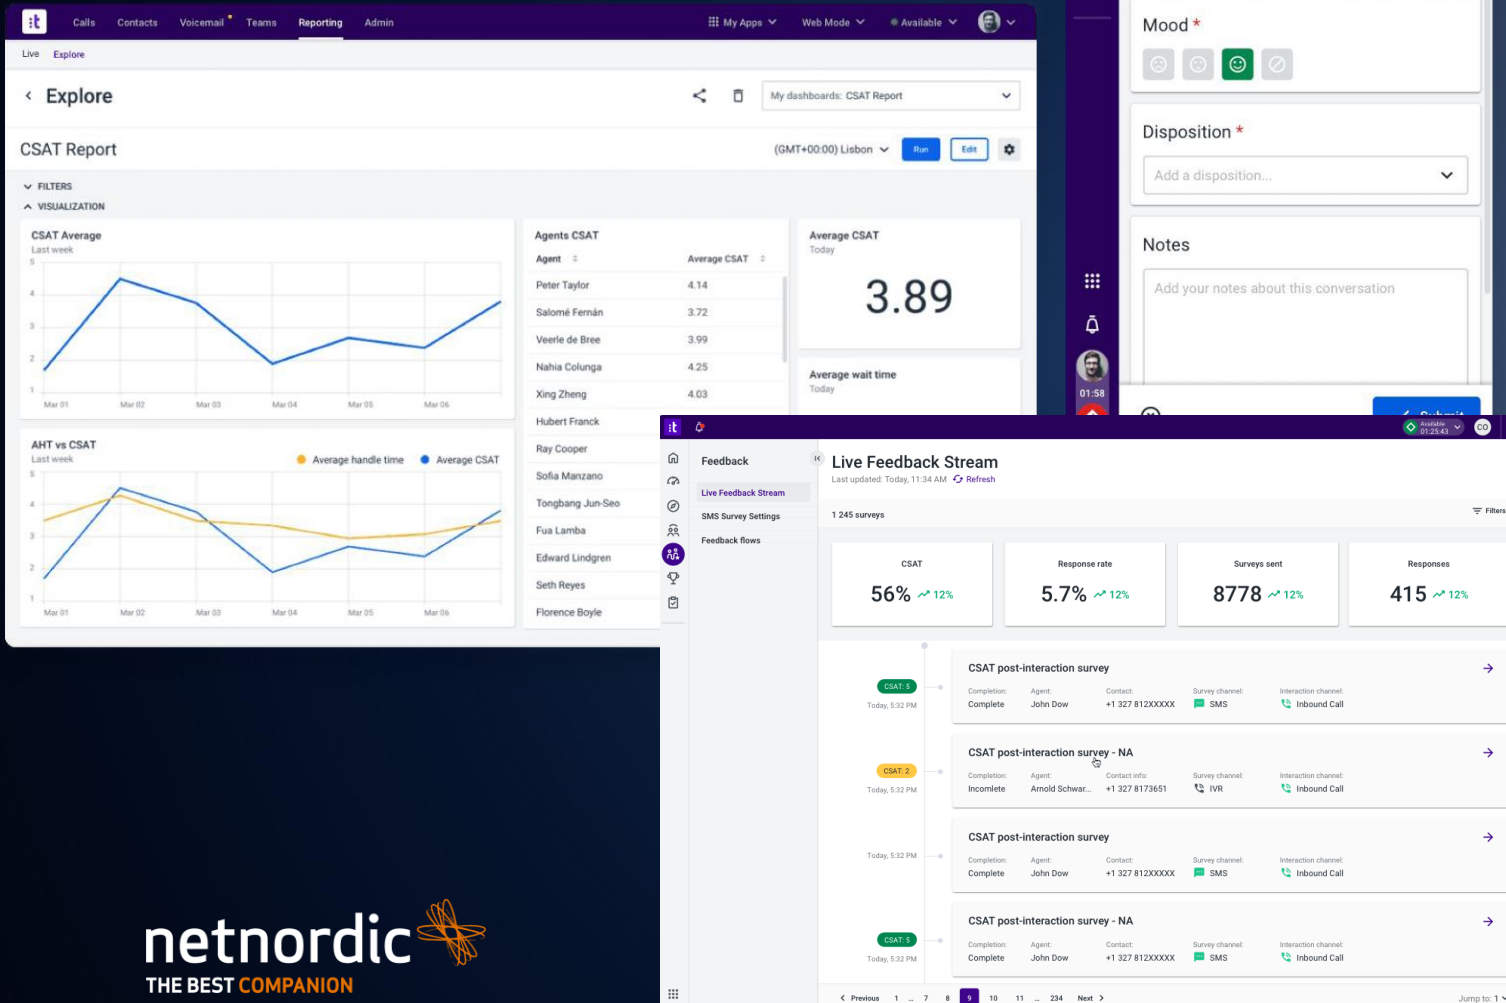 :t Calls Contacts Voicemail Teams Reporting Admin My Apps Web Mode Available
Live Explore
Explore
My dashboards: CSAT Report
CSAT Report
(GMT+00:00) Lisbon Run Edit
FILTERS
VISUALIZATION
CSAT Average
Last week
5
4
3
2
1
Mar 01 Mar 02 Mar 03 Mar 04 Mar 05 Mar 06
AHT vs CSAT
Last week
Average handle time Average CSAT
5
4
3
2
1
Mar 01 Mar 02 Mar 03 Mar 04 Mar 05 Mar 06
Agents CSAT
Agent Average CSAT
Peter Taylor 4.14
Salomé Fernán 3.72
Veerle de Bree 3.99
Nahia Colunga 4.25
Xing Zheng 4.03
Hubert Franck
Ray Cooper
Sofia Manzano
Tongbang Jun-Seo
Fua Lamba
Edward Lindgren
Seth Reyes
Florence Boyle
Average CSAT
Today
3.89
Average wait time
Today
Mood *
Disposition *
Add a disposition...
Notes
Add your notes about this conversation
01:58
Submit
:t
Available
01:25:43
CO
Feedback
Live Feedback Stream
SMS Survey Settings
Feedback flows
Live Feedback Stream
Last updated: Today, 11:34 AM Refresh
1 245 surveys
Filters
CSAT
56% 12%
Response rate
5.7% 12%
Surveys sent
8778 12%
Responses
415 12%
CSAT: 5
Today, 5:32 PM
CSAT post-interaction survey
Completion: Agent: Contact: Survey channel: Interaction channel:
Complete John Dow +1 327 812XXXXX SMS Inbound Call
CSAT: 2
Today, 5:32 PM
CSAT post-interaction survey - NA
Completion: Agent: Contact info: Survey channel: Interaction channel:
Incomlete Arnold Schwar... +1 327 8173651 IVR Inbound Call
Today, 5:32 PM
CSAT post-interaction survey
Completion: Agent: Contact: Survey channel: Interaction channel:
Complete John Dow +1 327 812XXXXX SMS Inbound Call
CSAT: 5
Today, 5:32 PM
CSAT post-interaction survey - NA
Completion: Agent: Contact: Survey channel: Interaction channel:
Complete John Dow +1 327 812XXXXX SMS Inbound Call
Previous 1 ... 7 8 9 10 11 ... 234 Next
Jump to: 1
netnordic
THE BEST COMPANION